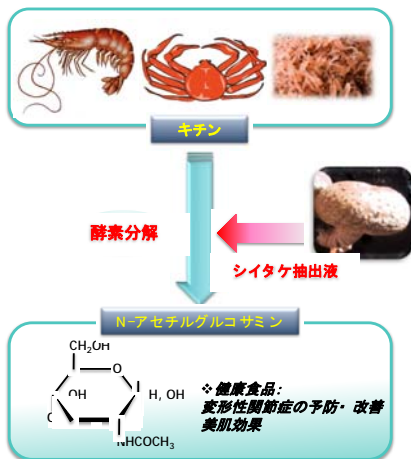 キチン
酵素分解
シイタケ抽出液
N-アセチルグルコサミン
CH₂OH
O
OH
H, OH
NHCOCH₃
❖健康食品:
変形性関節症の予防・改善
美肌効果